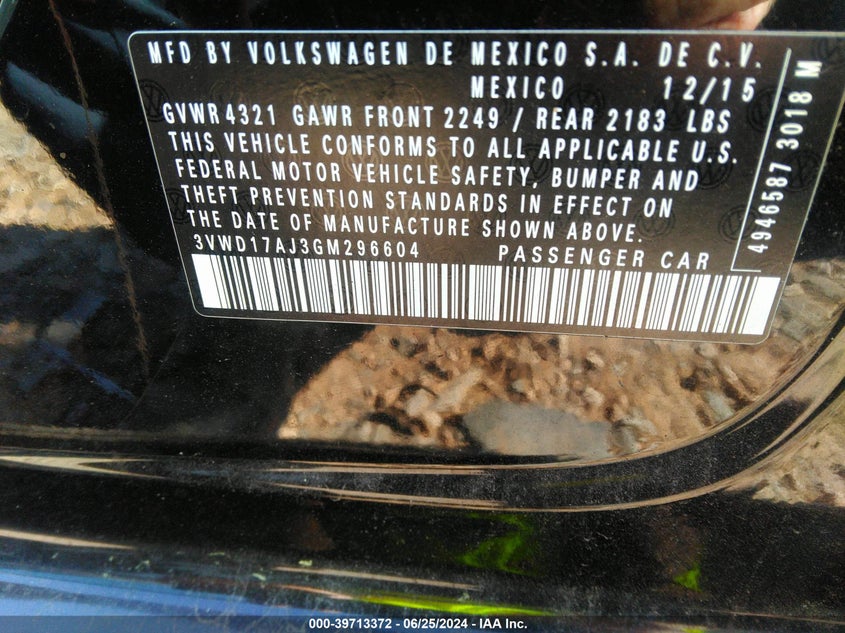 MFD BY VOLKSWAGEN DE MEXICO S.A. DE C.V.
MEXICO 12/15
GVWR 4321 GAWR FRONT 2249 / REAR 2183 LBS
THIS VEHICLE CONFORMS TO ALL APPLICABLE U.S.
FEDERAL MOTOR VEHICLE SAFETY, BUMPER AND
THEFT PREVENTION STANDARDS IN EFFECT ON
THE DATE OF MANUFACTURE SHOWN ABOVE.
3VWD17AJ3GM296604 PASSENGER CAR
4946587 3018 M
000-39713372 - 06/25/2024 - IAA Inc.